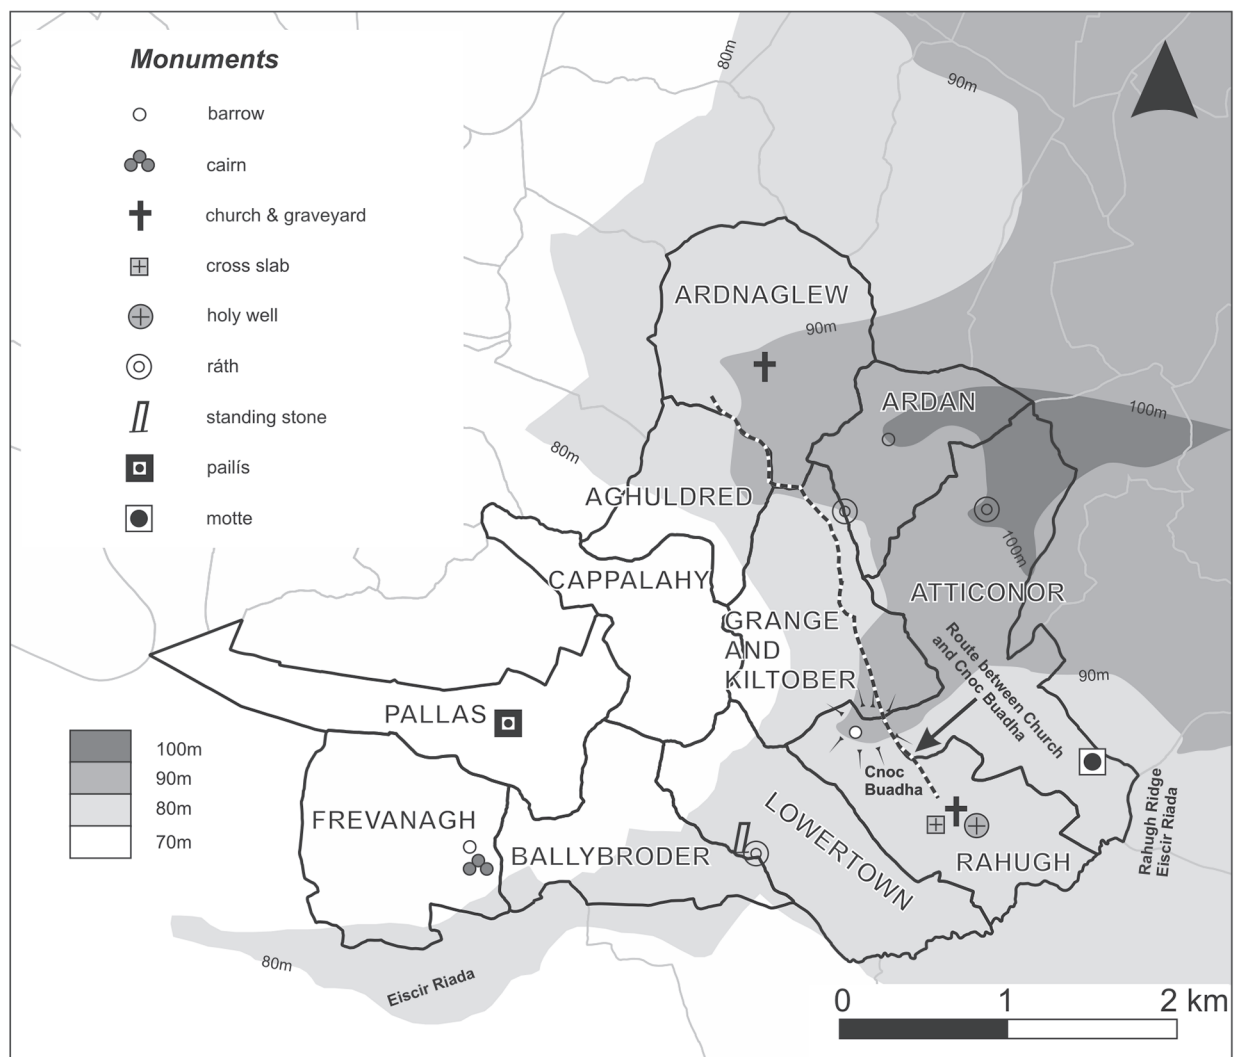 Monuments
barrow
cairn
church & graveyard
cross slab
holy well
ráth
standing stone
pailís
motte
80m
90m
ARDNAGLEW
90m
ARDAN
100m
80m
AGHULDRED
100m
CAPPALAHY
ATTICONOR
GRANGE
AND
KILTOBER
Route between Church
and Cnoc Buadha
90m
PALLAS
100m
90m
80m
70m
Cnoc
Buadha
FREVANAGH
BALLYBRODER
LOWERTOWN
RAHUGH
Rahugh Ridge
Eiscir Riada
80m
Eiscir Riada
0 1 2 km